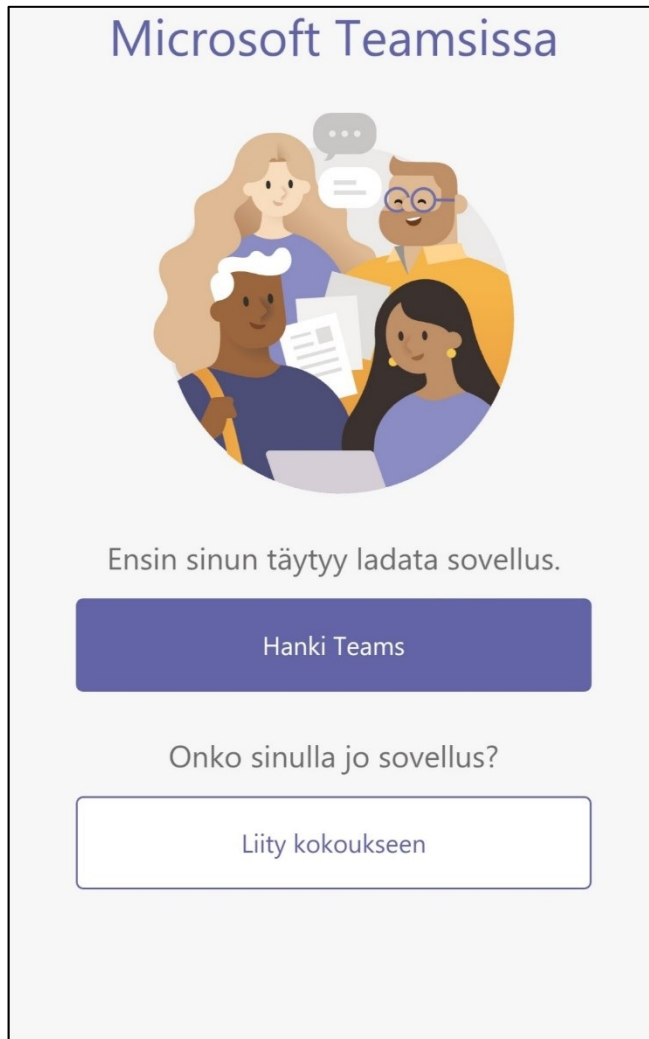 Microsoft Teamsissa
Ensin sinun täytyy ladata sovellus.
Hanki Teams
Onko sinulla jo sovellus?
Liity kokoukseen